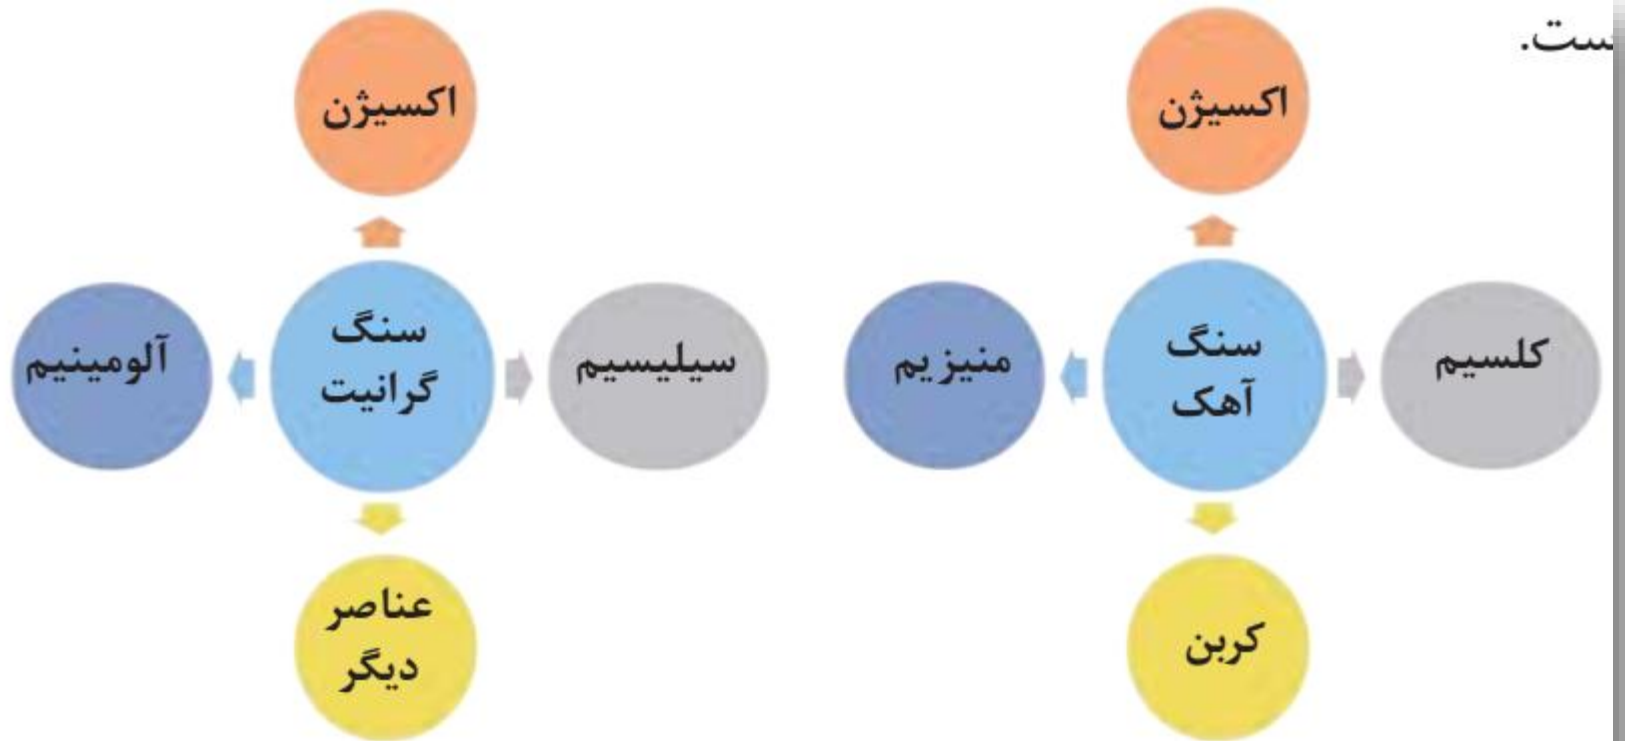 ست.
اکسیژن
کلسیم
سنگ
آهک
منیزیم
کربن
اکسیژن
سیلیسیم
سنگ
گرانیت
آلومینیم
عناصر
دیگر